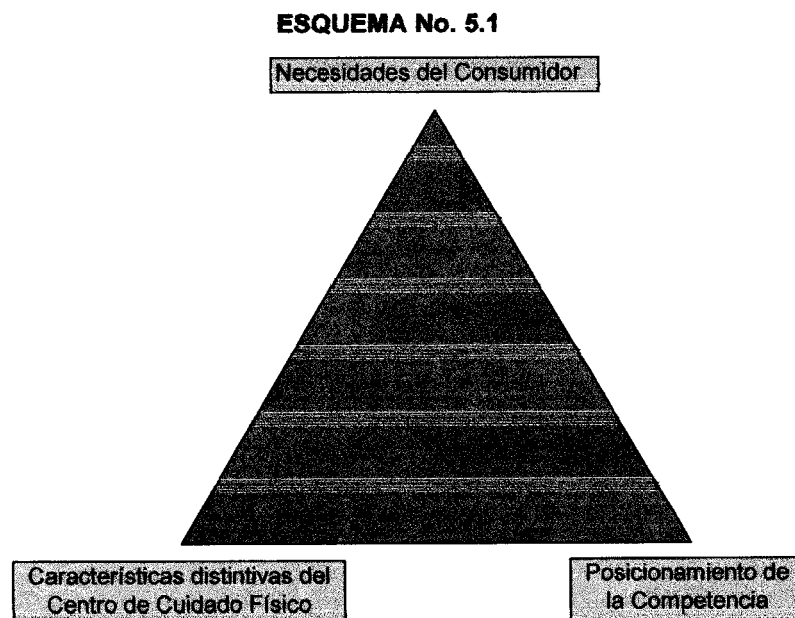 ESQUEMA No. 5.1
Necesidades del Consumidor
Características distintivas del
Centro de Cuidado Físico
Posicionamiento de
la Competencia